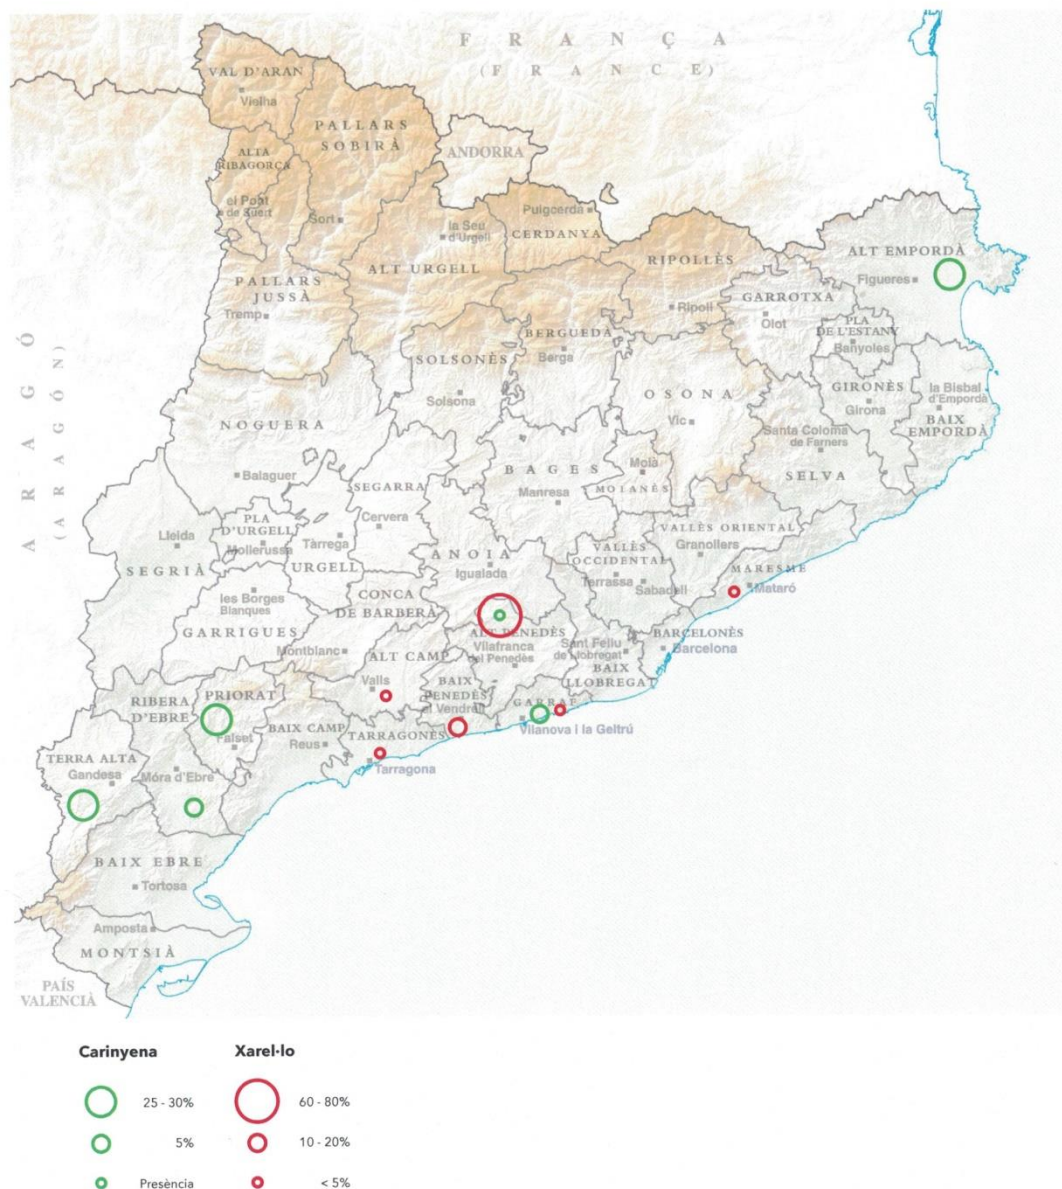 F R A N Ç A
(F R A N C E)
VAL D'ARAN
Vielha
PALLARS
SOBIRÀ
ANDORRA
ALTA
RIBAGORÇA
el Pont
de Suert
Sort
la Seu
d'Urgell
Puigcerdà
CERDANYA
ALT URGELL
RIPOLLÈS
Ripoll
ALT EMPORDÀ
Figueres
PALLARS
JUSSÀ
Tremp
GARROTXA
Olot
PLA
DE L'ESTANY
Banyoles
BERGUEDÀ
Berga
SOLSONÈS
Solsona
OSONA
Vic
GIRONÈS
Girona
la Bisbal
d'Empordà
BAIX
EMPORDÀ
Santa Coloma
de Farners
SELVA
A R A G Ó
(A R A G Ó N)
NOGUERA
Balaguer
SEGARRA
Cervera
BAGES
Manresa
Moià
MOIANÈS
Lleida
SEGRIÀ
PLA
D'URGELL
Mollerussa
Tàrrega
URGELL
ANOIA
Igualada
VALLÈS
OCCIDENTAL
Terrassa
Sabadell
VALLÈS ORIENTAL
Granollers
MARESME
Mataró
les Borges
Blanques
GARRIGUES
CONCA
DE BARBERÀ
Montblanc
ALT PENEDÈS
Vilafranca
del Penedès
Sant Feliu
de Llobregat
BAIX
LLOBREGAT
BARCELONÈS
Barcelona
ALT CAMP
Valls
BAIX
PENEDÈS
el Vendrell
GARRAF
Vilanova i la Geltrú
RIBERA
D'EBRE
PRIORAT
Falset
BAIX CAMP
Reus
TARRAGONÈS
Tarragona
TERRA ALTA
Gandesa
Móra d'Ebre
BAIX EBRE
Tortosa
Amposta
MONTSIÀ
PAÍS
VALENCIÀ
Carinyena
25 - 30%
5%
Presència
Xarel·lo
60 - 80%
10 - 20%
< 5%